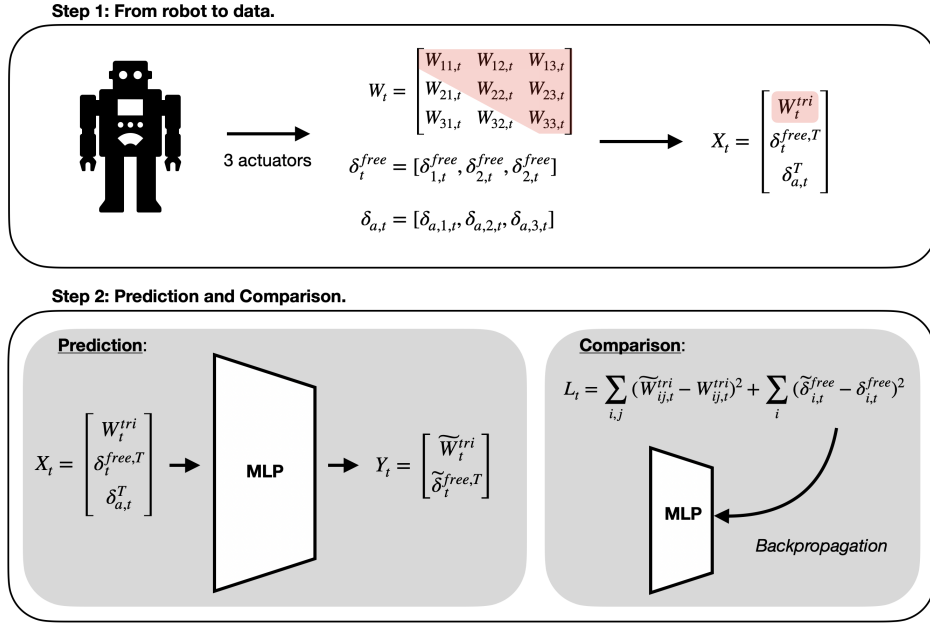 Step 1: From robot to data.
3 actuators
W_t = [W_{11,t} W_{12,t} W_{13,t}
W_{21,t} W_{22,t} W_{23,t}
W_{31,t} W_{32,t} W_{33,t}]
δ_t^{free} = [δ_{1,t}^{free}, δ_{2,t}^{free}, δ_{2,t}^{free}]
δ_{a,t} = [δ_{a,1,t}, δ_{a,2,t}, δ_{a,3,t}]
X_t = [W_t^{tri}
δ_t^{free,T}
δ_{a,t}^T]
Step 2: Prediction and Comparison.
Prediction:
X_t = [W_t^{tri}
δ_t^{free,T}
δ_{a,t}^T]
MLP
Y_t = [W̃_t^{tri}
δ̃_t^{free,T}]
Comparison:
L_t = ∑_{i,j} (W̃_{ij,t}^{tri} − W_{ij,t}^{tri})² + ∑_i (δ̃_{i,t}^{free} − δ_{i,t}^{free})²
MLP
Backpropagation